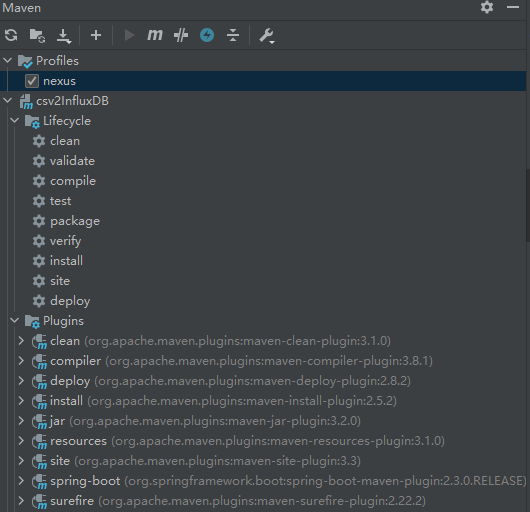 Maven
Profiles
nexus
csv2InfluxDB
Lifecycle
clean
validate
compile
test
package
verify
install
site
deploy
Plugins
clean (org.apache.maven.plugins:maven-clean-plugin:3.1.0)
compiler (org.apache.maven.plugins:maven-compiler-plugin:3.8.1)
deploy (org.apache.maven.plugins:maven-deploy-plugin:2.8.2)
install (org.apache.maven.plugins:maven-install-plugin:2.5.2)
jar (org.apache.maven.plugins:maven-jar-plugin:3.2.0)
resources (org.apache.maven.plugins:maven-resources-plugin:3.1.0)
site (org.apache.maven.plugins:maven-site-plugin:3.3)
spring-boot (org.springframework.boot:spring-boot-maven-plugin:2.3.0.RELEASE)
surefire (org.apache.maven.plugins:maven-surefire-plugin:2.22.2)